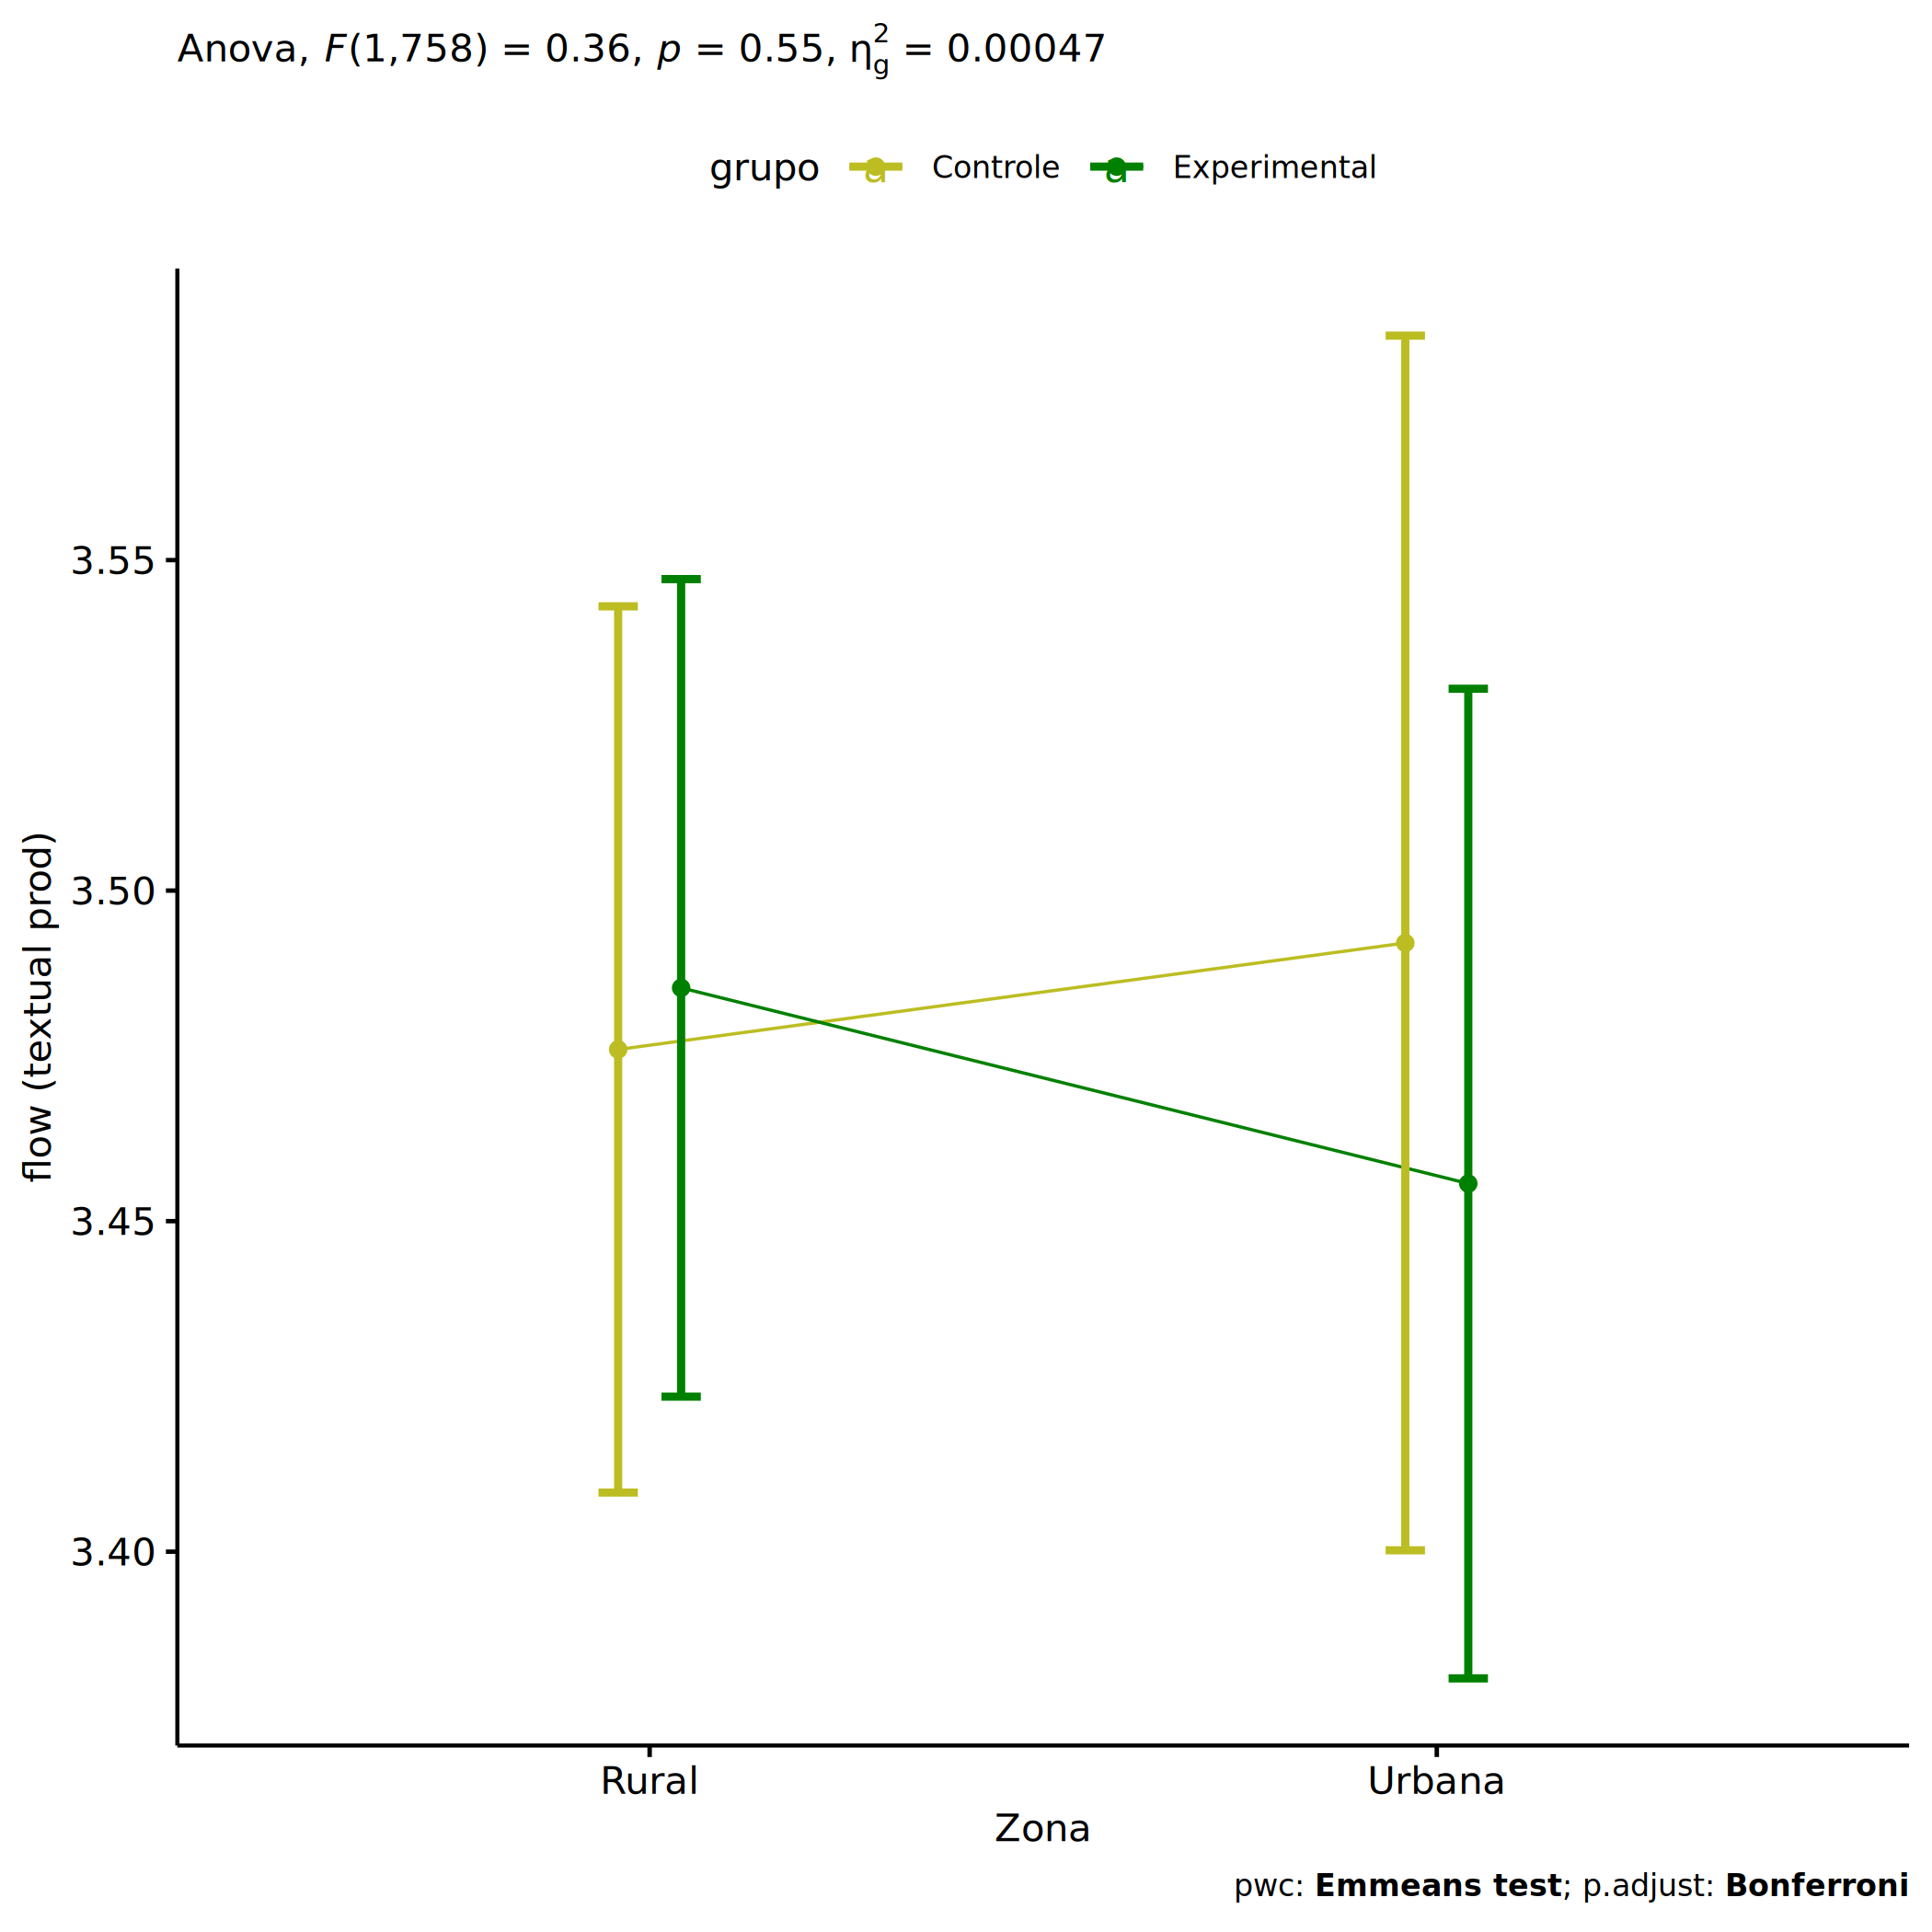 Anova, F(1,758) = 0.36, p = 0.55, η²g = 0.00047
grupo a Controle a Experimental
3.55
3.50
3.45
3.40
flow (textual prod)
Rural Urbana
Zona
pwc: Emmeans test; p.adjust: Bonferroni